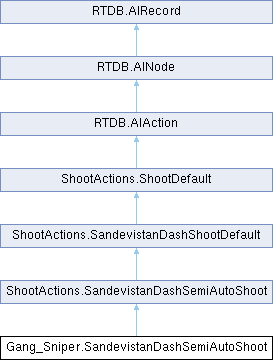 RTDB.AIRecord
RTDB.AINode
RTDB.AIAction
ShootActions.ShootDefault
ShootActions.SandevistanDashShootDefault
ShootActions.SandevistanDashSemiAutoShoot
Gang_Sniper.SandevistanDashSemiAutoShoot